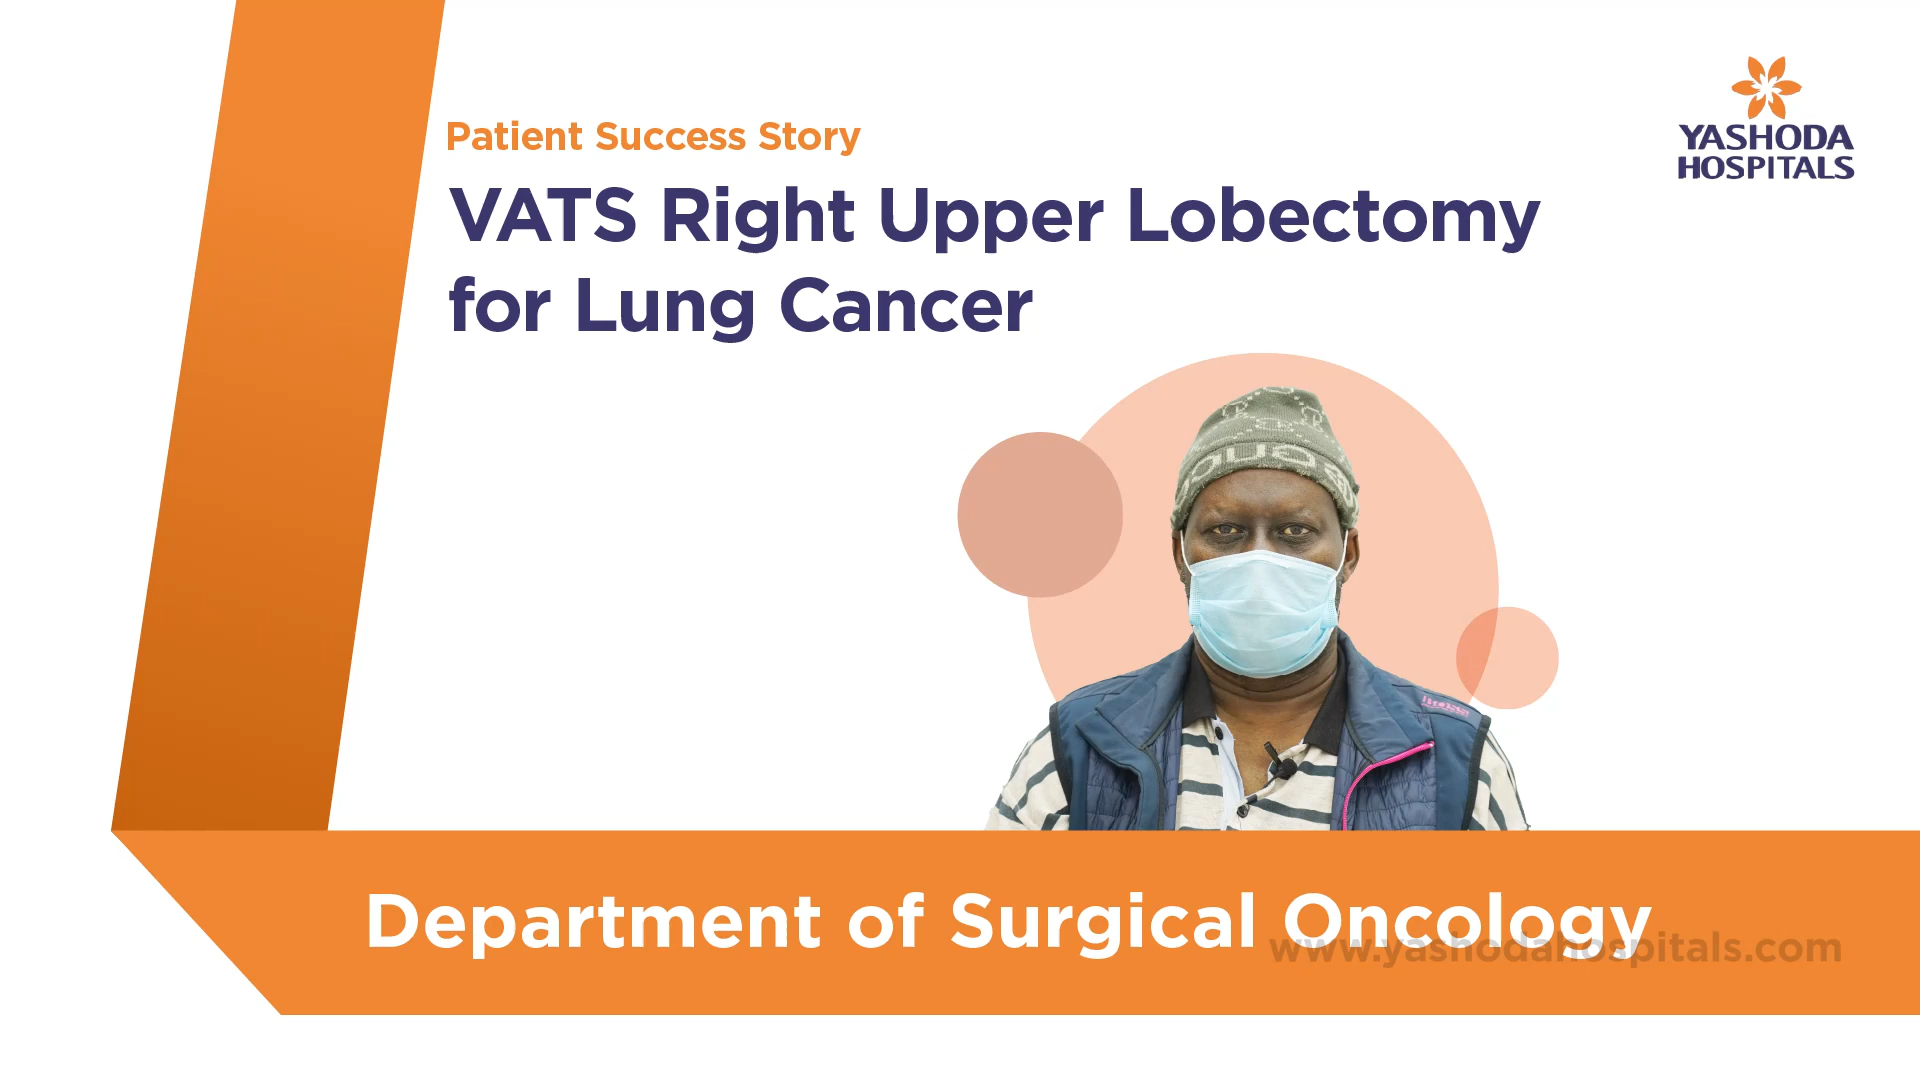 Patient Success Story
VATS Right Upper Lobectomy
for Lung Cancer
YASHODA
HOSPITALS
Department of Surgical Oncology
www.yashodahospitals.com